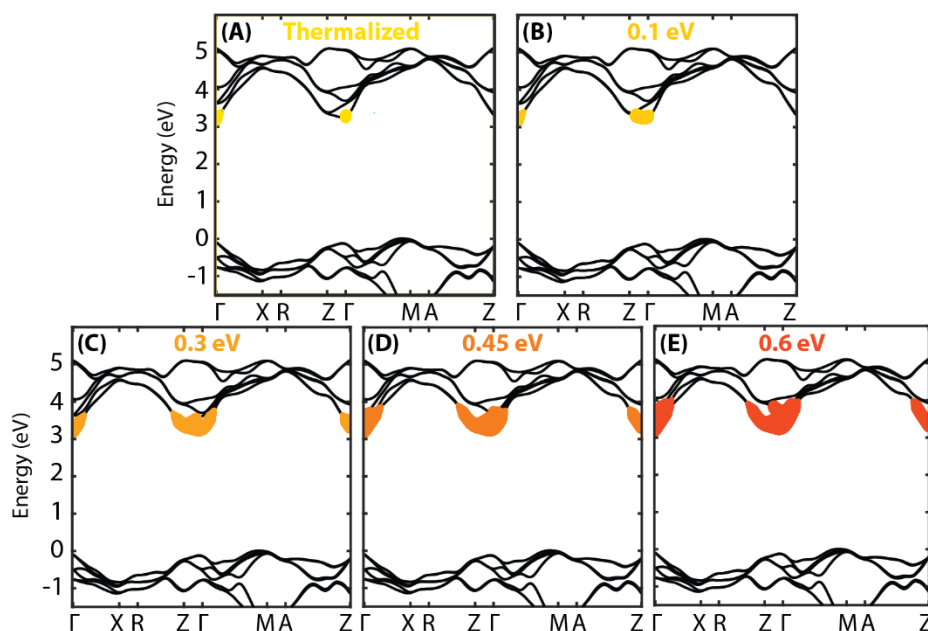 (A) Thermalized
(B) 0.1 eV
Energy (eV)
5
4
3
2
1
0
-1
Γ X R Z Γ M A Z
Γ X R Z Γ M A Z
(C) 0.3 eV
(D) 0.45 eV
(E) 0.6 eV
Energy (eV)
5
4
3
2
1
0
-1
Γ X R Z Γ M A Z
Γ X R Z Γ M A Z
Γ X R Z Γ M A Z